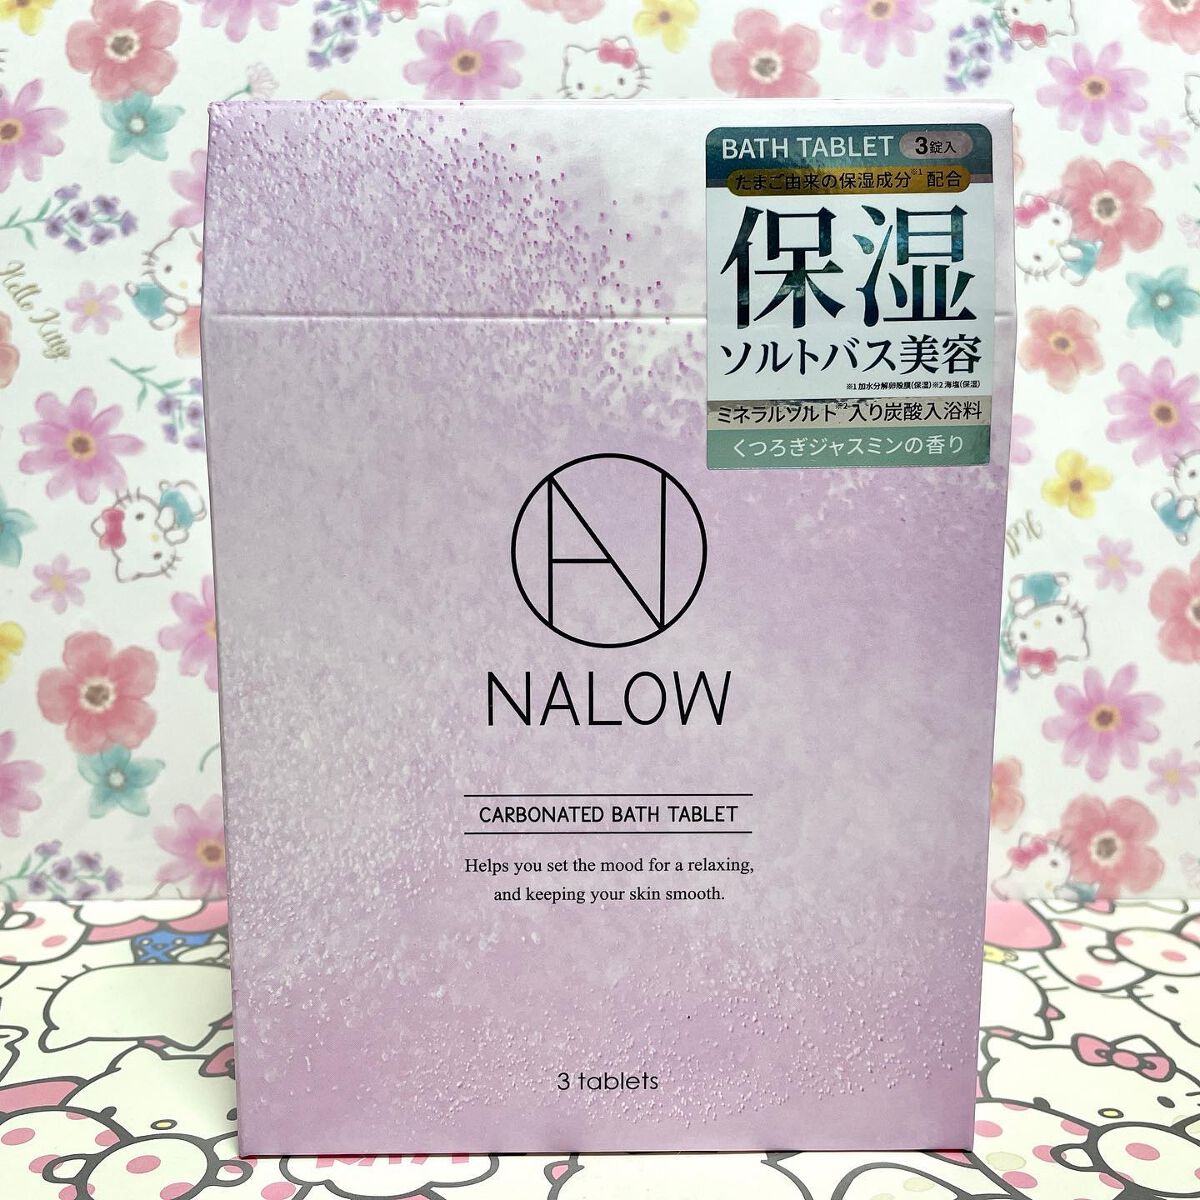 BATH TABLET 3錠入
たまご由来の保湿成分※1配合
保湿
ソルトバス美容
※1加水分解卵殻膜(保湿)※2海塩(保湿)
ミネラルソルト※2入り炭酸入浴料
くつろぎジャスミンの香り
NALOW
CARBONATED BATH TABLET
Helps you set the mood for a relaxing,
and keeping your skin smooth.
3 tablets
Hello Kitty
Hell